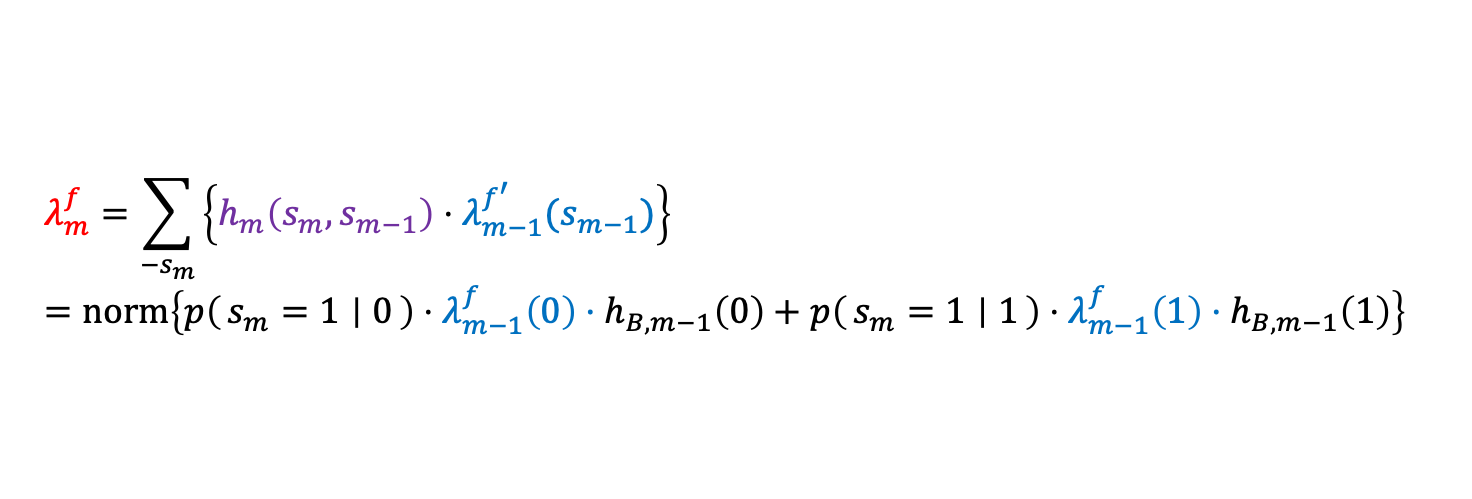 λ_m^f = ∑_{−s_m} {h_m(s_m, s_{m−1}) · λ_{m−1}^{f′}(s_{m−1})}
= norm{p( s_m = 1 | 0 ) · λ_{m−1}^f(0) · h_{B,m−1}(0) + p( s_m = 1 | 1 ) · λ_{m−1}^f(1) · h_{B,m−1}(1)}